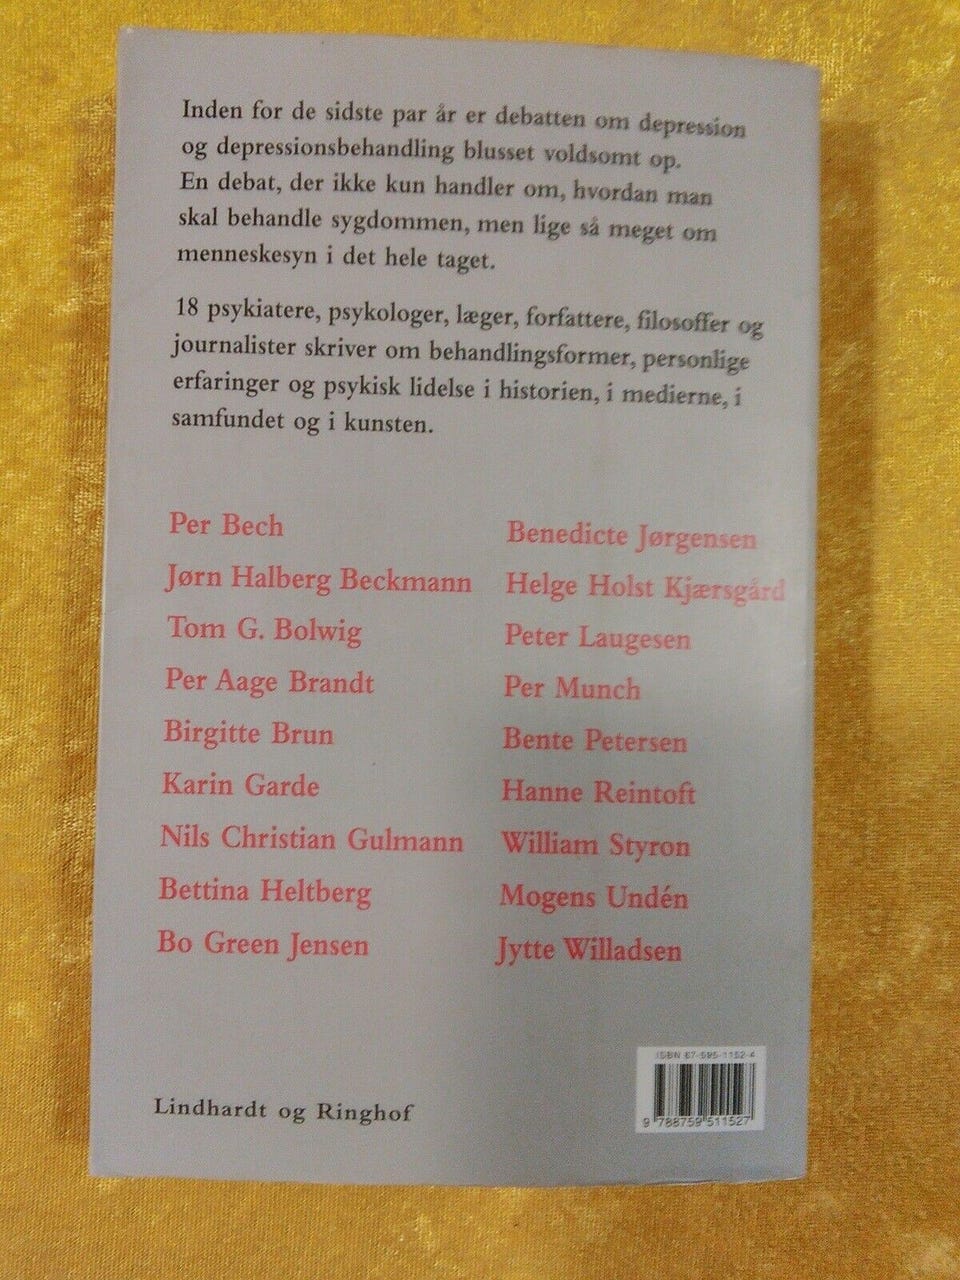 Inden for de sidste par år er debatten om depression
og depressionsbehandling blusset voldsomt op.
En debat, der ikke kun handler om, hvordan man
skal behandle sygdommen, men lige så meget om
menneskesyn i det hele taget.
18 psykiatere, psykologer, læger, forfattere, filosoffer og
journalister skriver om behandlingsformer, personlige
erfaringer og psykisk lidelse i historien, i medierne, i
samfundet og i kunsten.
Per Bech
Jørn Halberg Beckmann
Tom G. Bolwig
Per Aage Brandt
Birgitte Brun
Karin Garde
Nils Christian Gulmann
Bettina Heltberg
Bo Green Jensen
Benedicte Jørgensen
Helge Holst Kjærsgård
Peter Laugesen
Per Munch
Bente Petersen
Hanne Reintoft
William Styron
Mogens Undén
Jytte Willadsen
Lindhardt og Ringhof
ISBN 87-595-1152-4
9 788759 511527